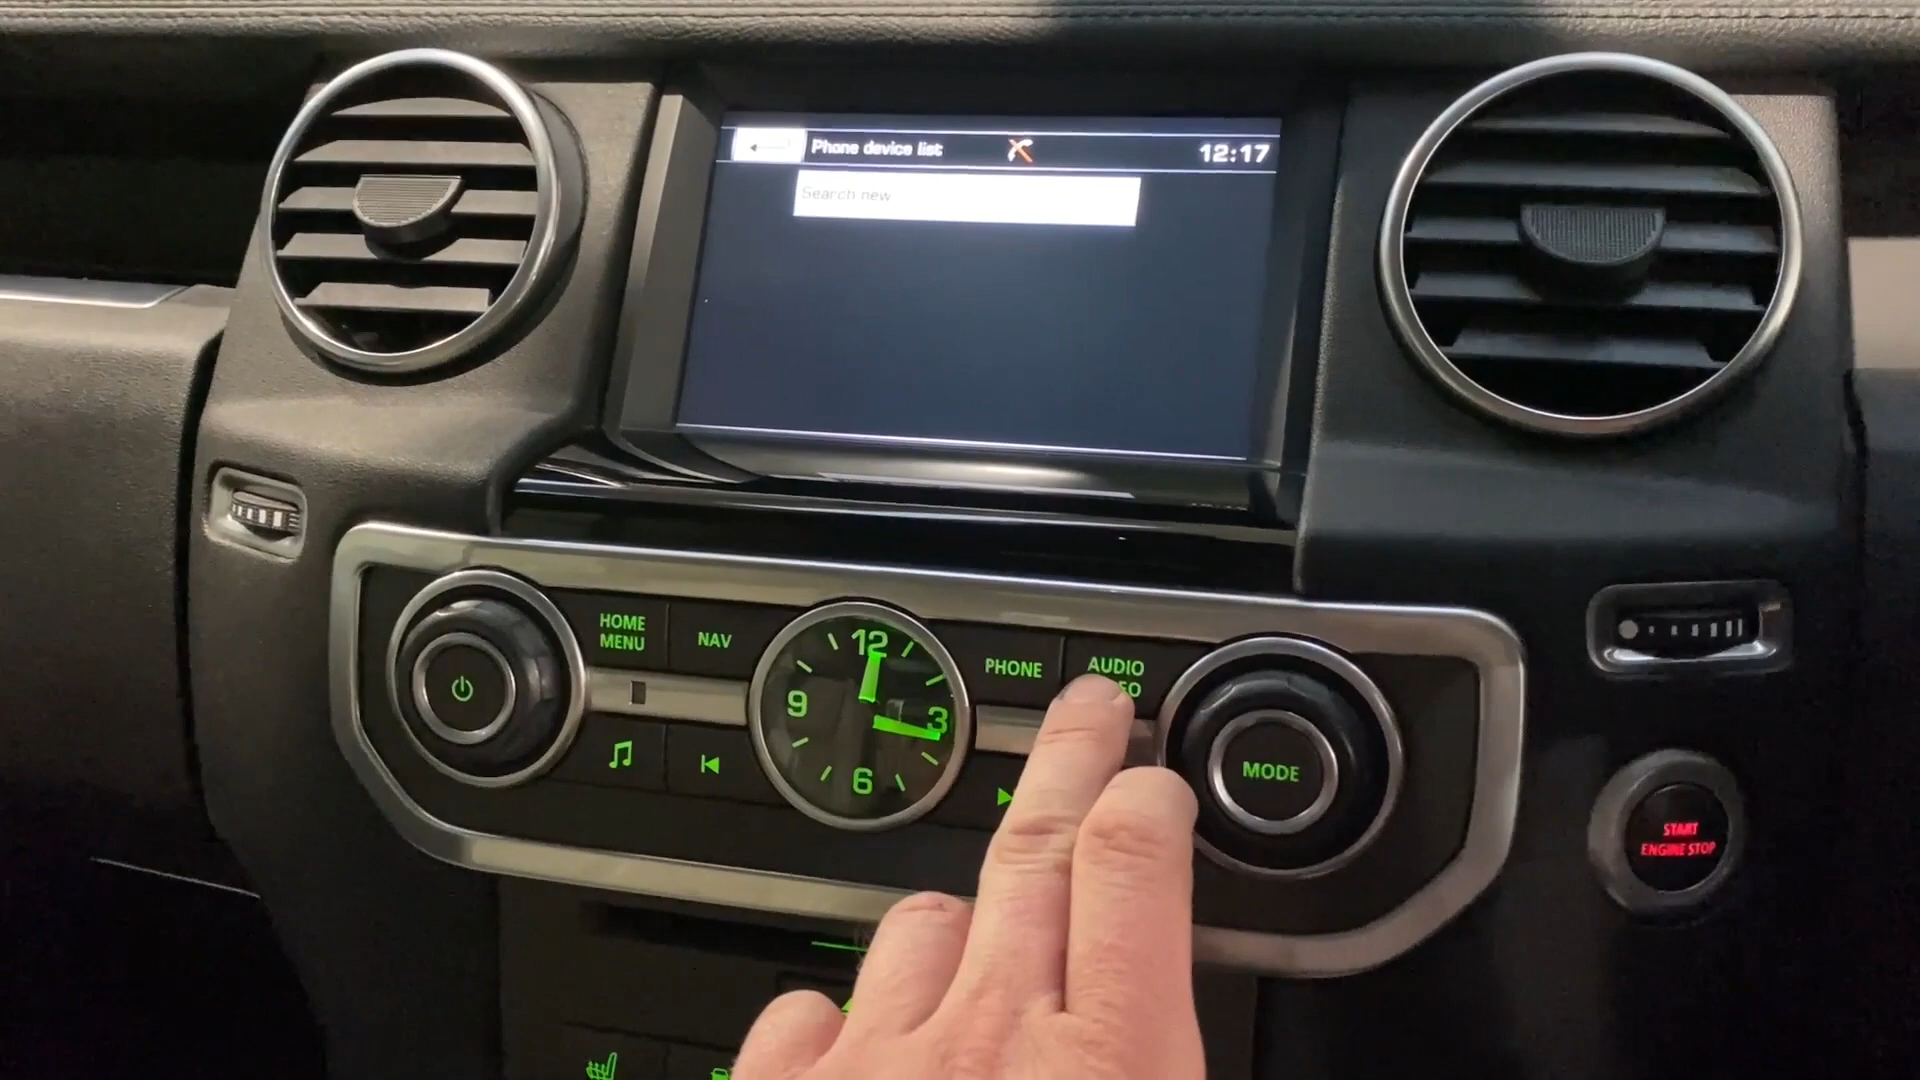 Phone device list
12:17
Search new
HOME
MENU
NAV
12
3
6
9
PHONE
AUDIO
MODE
START
ENGINE STOP